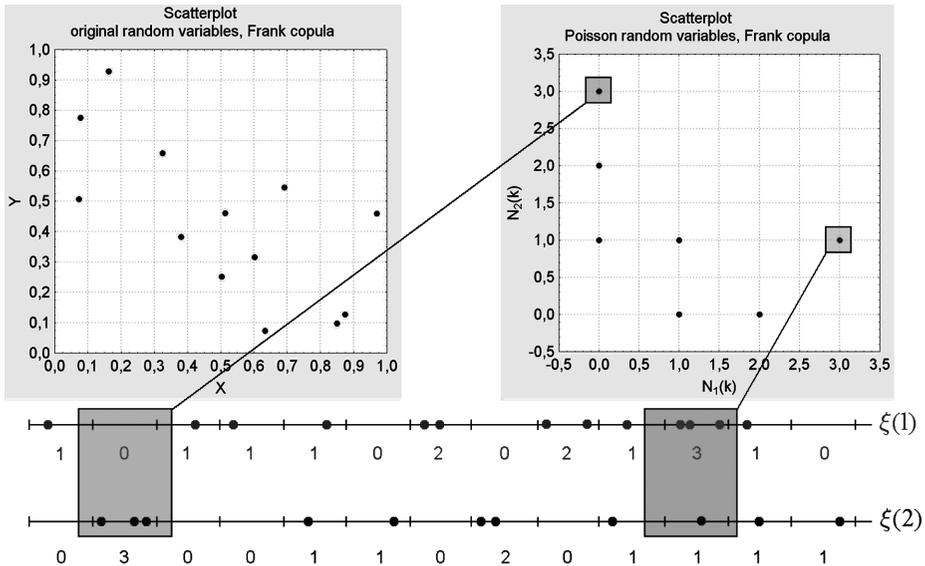 Scatterplot
original random variables, Frank copula
1,0
0,9
0,8
0,7
0,6
0,5
0,4
0,3
0,2
0,1
0,0
Y
0,0 0,1 0,2 0,3 0,4 0,5 0,6 0,7 0,8 0,9 1,0
X
Scatterplot
Poisson random variables, Frank copula
3,5
3,0
2,5
2,0
1,5
1,0
0,5
0,0
-0,5
N₂(k)
-0,5 0,0 0,5 1,0 1,5 2,0 2,5 3,0 3,5
N₁(k)
ξ(1)
1 0 1 1 1 0 2 0 2 1 3 1 0
ξ(2)
0 3 0 0 1 1 0 2 0 1 1 1 1